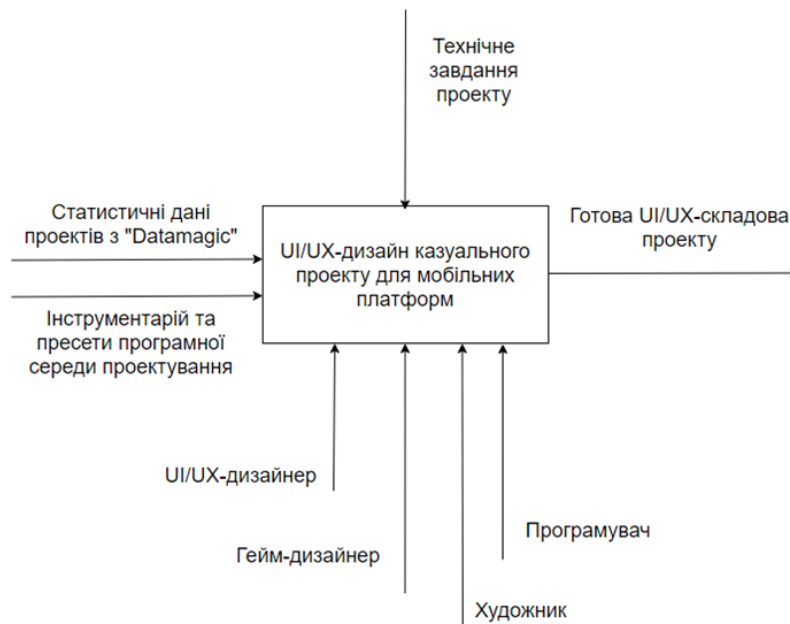 Технічне
завдання
проекту
Статистичні дані
проектів з "Datamagic"
UI/UX-дизайн казуального
проекту для мобільних
платформ
Готова UI/UX-складова
проекту
Інструментарій та
пресети програмної
середи проектування
UI/UX-дизайнер
Гейм-дизайнер
Програмувач
Художник